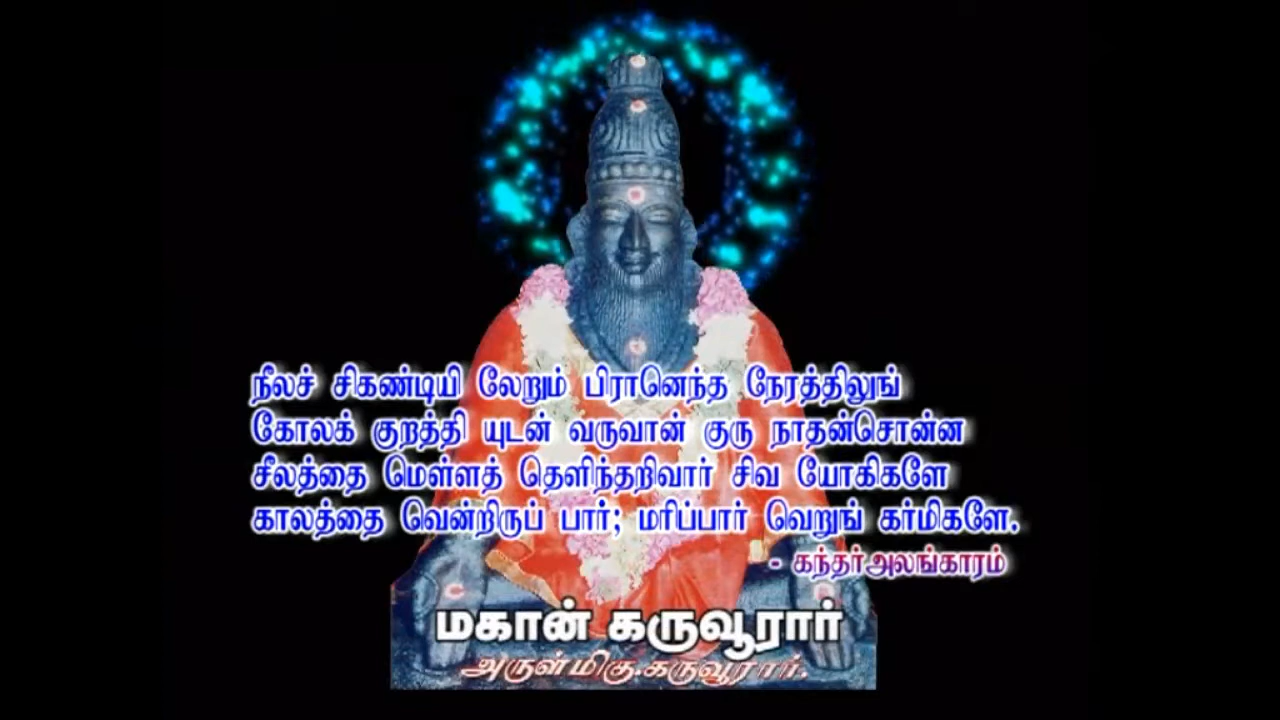 நீலச் சிகண்டியி லேறும் பிரானெந்த நேரத்திலுங்
கோலக் குறத்தி யுடன் வருவான் குரு நாதன்சொன்ன
சீலத்தை மெள்ளத் தெளிந்தறிவார் சிவ யோகிகளே
காலத்தை வென்றிருப் பார்; மரிப்பார் வெறுங் கர்மிகளே.
- கந்தர்அலங்காரம்
மகான் கருவூரார்
அருள்மிகு.கருவூரார்.